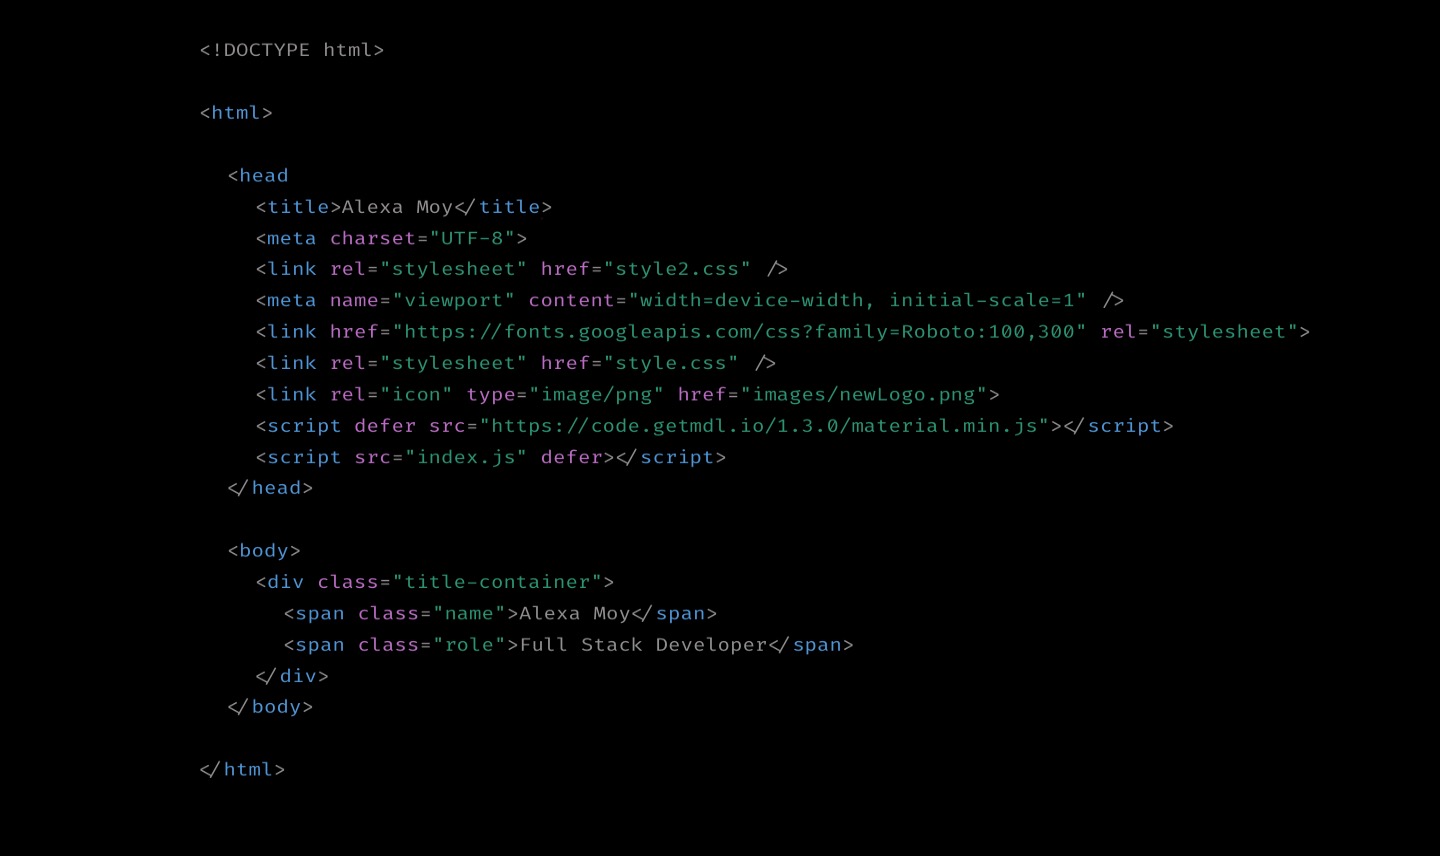 <!DOCTYPE html>
<html>
<head
<title>Alexa Moy</title>
<meta charset="UTF-8">
<link rel="stylesheet" href="style2.css" />
<meta name="viewport" content="width=device-width, initial-scale=1" />
<link href="https://fonts.googleapis.com/css?family=Roboto:100,300" rel="stylesheet">
<link rel="stylesheet" href="style.css" />
<link rel="icon" type="image/png" href="images/newLogo.png">
<script defer src="https://code.getmdl.io/1.3.0/material.min.js"></script>
<script src="index.js" defer></script>
</head>
<body>
<div class="title-container">
<span class="name">Alexa Moy</span>
<span class="role">Full Stack Developer</span>
</div>
</body>
</html>